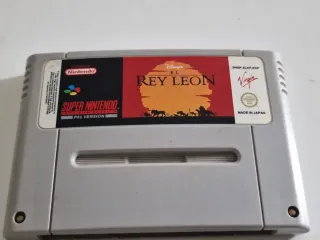 Nintendo
SUPER NINTENDO
PAL VERSION
Disney's
EL
REY LEON
Virgin
MADE IN JAPAN